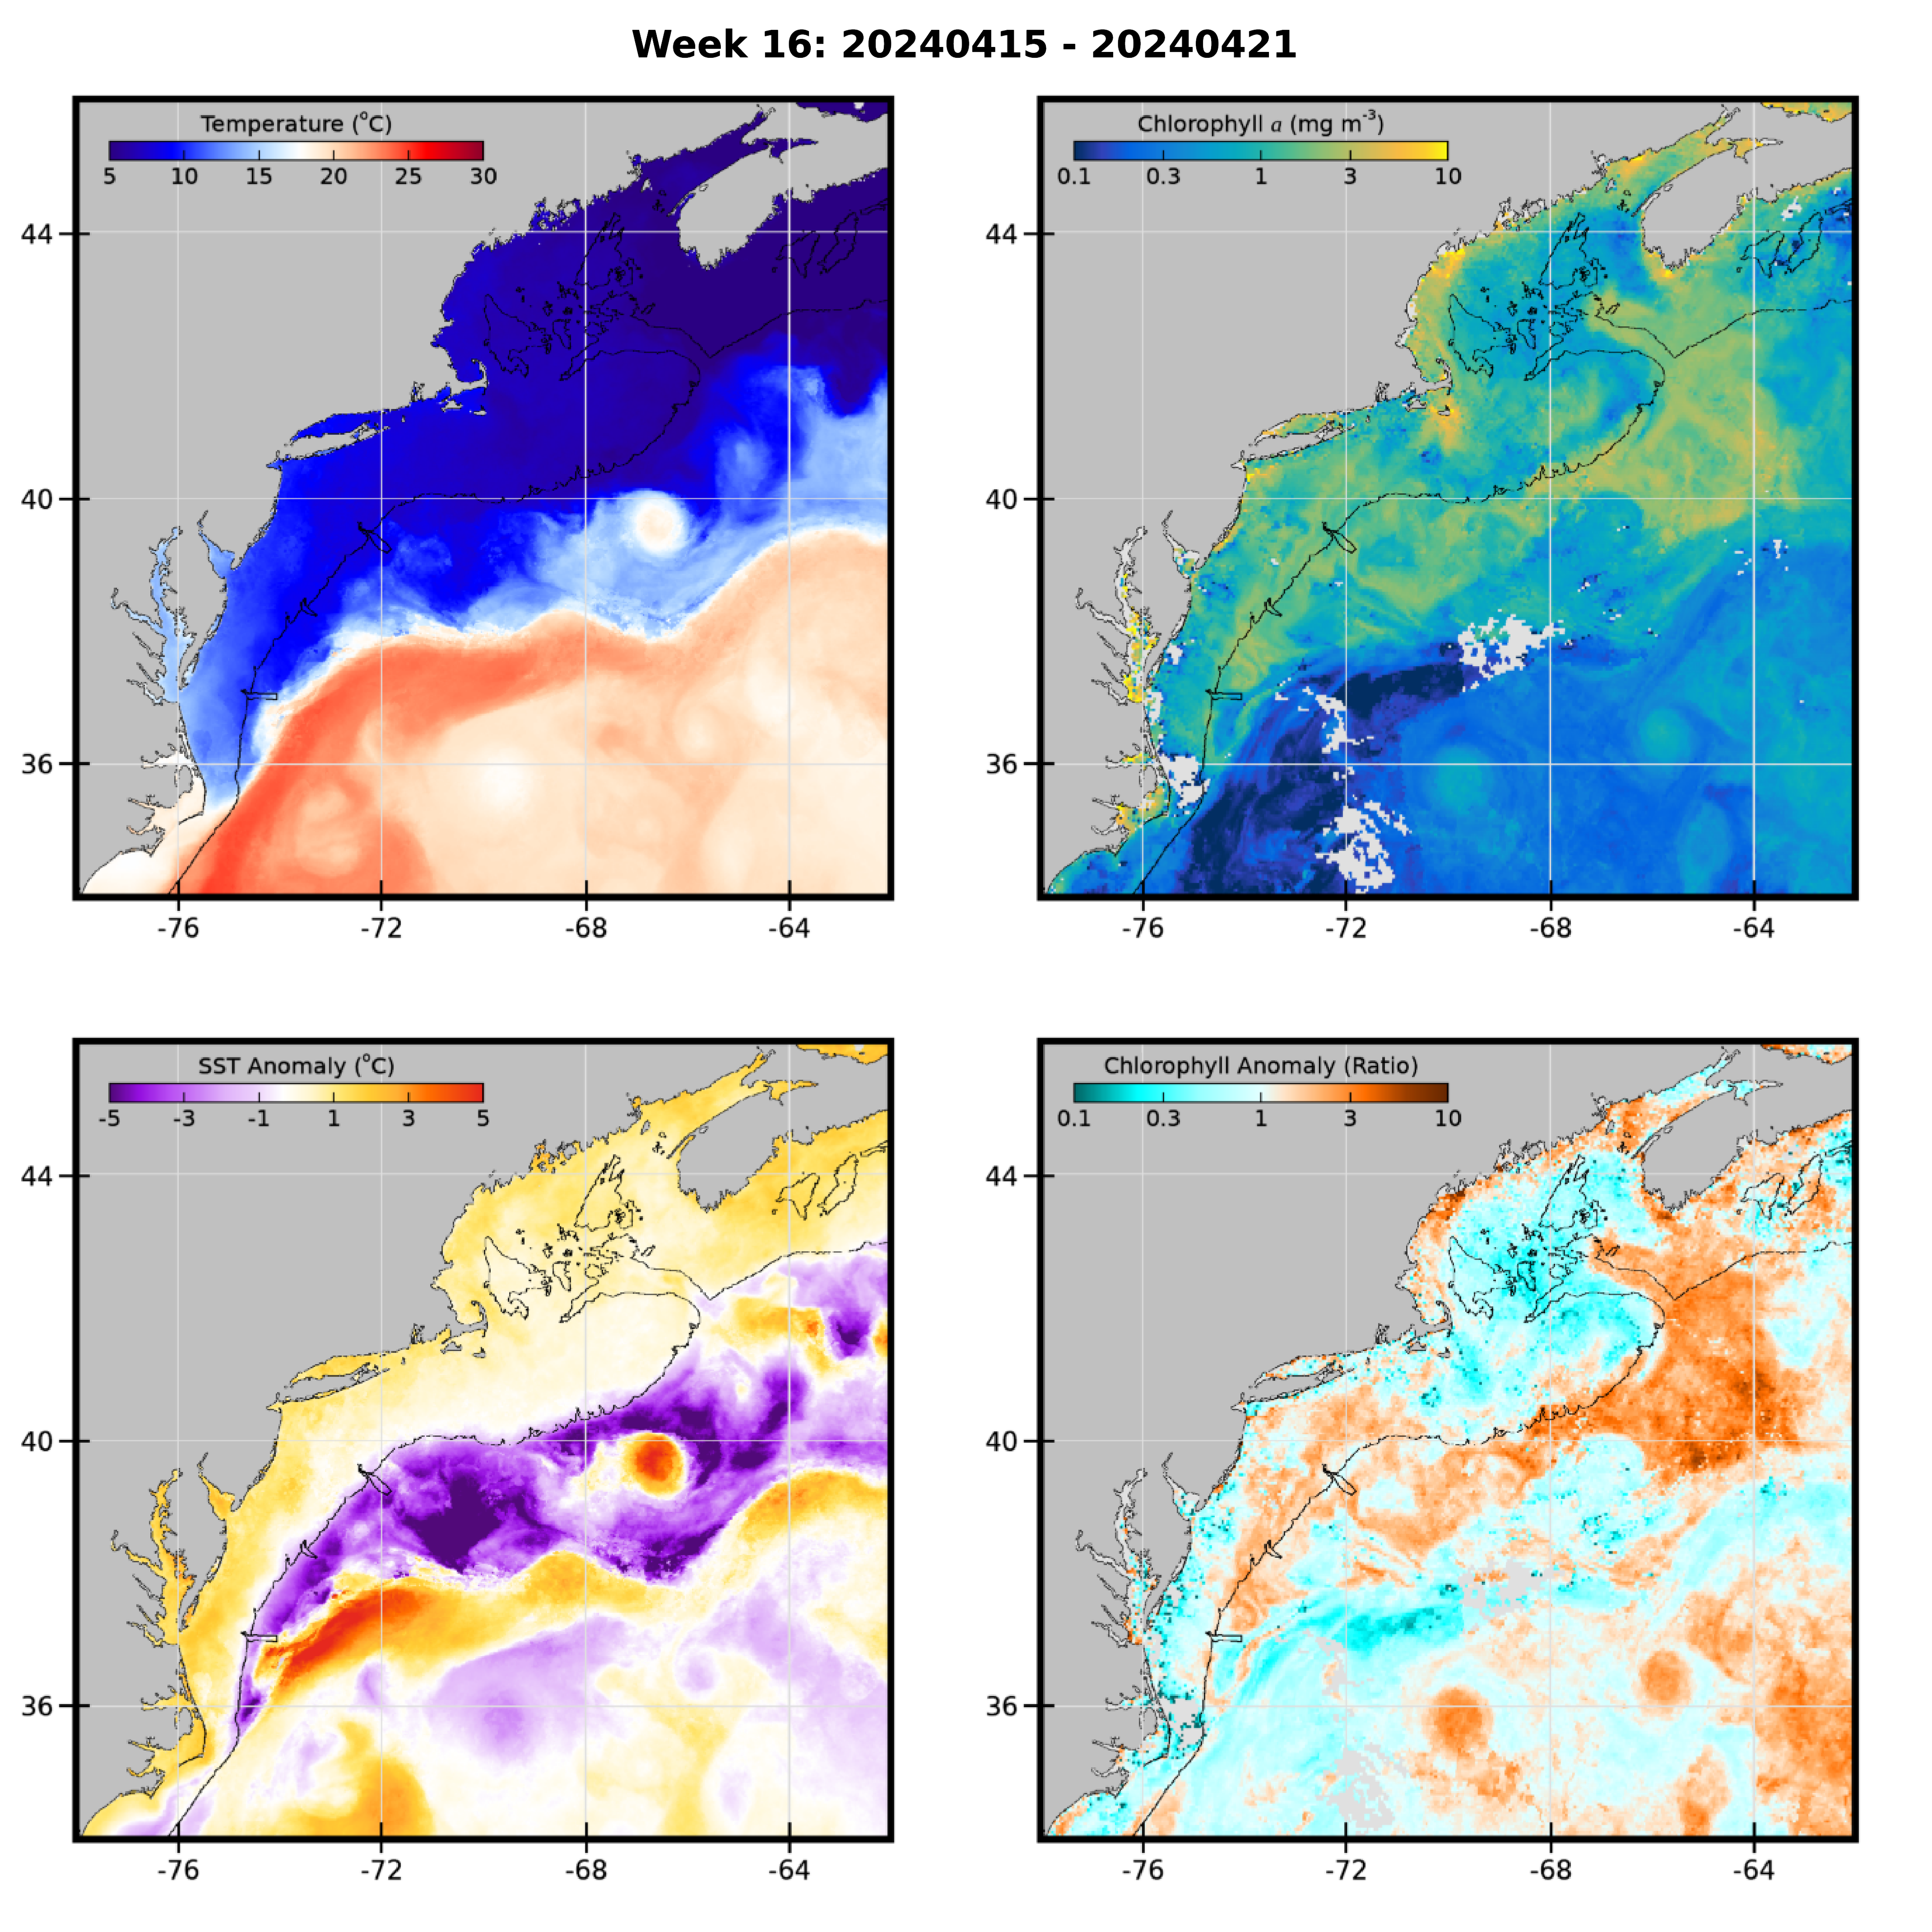 Week 16: 20240415 - 20240421
Temperature (°C)
5 10 15 20 25 30
44
40
36
-76 -72 -68 -64
Chlorophyll a (mg m⁻³)
0.1 0.3 1 3 10
44
40
36
-76 -72 -68 -64
SST Anomaly (°C)
-5 -3 -1 1 3 5
44
40
36
-76 -72 -68 -64
Chlorophyll Anomaly (Ratio)
0.1 0.3 1 3 10
44
40
36
-76 -72 -68 -64